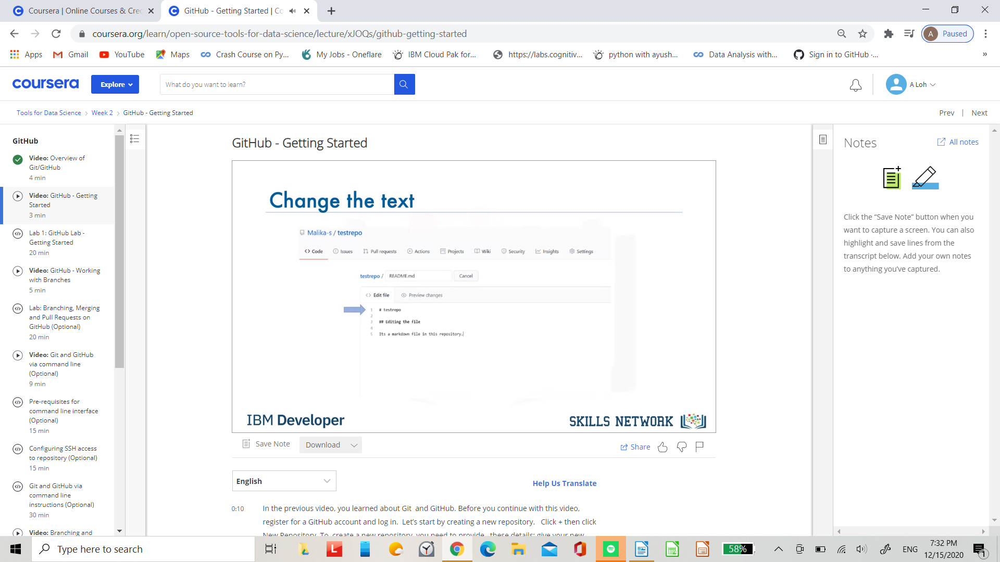 Coursera | Online Courses & Cred
GitHub - Getting Started | Co
coursera.org/learn/open-source-tools-for-data-science/lecture/xJOQs/github-getting-started
A Paused
Apps Gmail YouTube Maps Crash Course on Py... My Jobs - Oneflare IBM Cloud Pak for... https://labs.cognitiv... python with ayush... Data Analysis with... Sign in to GitHub ·... »
coursera Explore What do you want to learn? A Loh
Tools for Data Science > Week 2 > GitHub - Getting Started
Prev | Next
GitHub
Video: Overview of
Git/GitHub
4 min
Video: GitHub - Getting
Started
3 min
Lab 1: GitHub Lab -
Getting Started
20 min
Video: GitHub - Working
with Branches
5 min
Lab: Branching, Merging
and Pull Requests on
GitHub (Optional)
20 min
Video: Git and GitHub
via command line
(Optional)
9 min
Pre-requisites for
command line interface
(Optional)
15 min
Configuring SSH access
to repository (Optional)
15 min
Git and GitHub via
command line
instructions (Optional)
30 min
Video: Branching and
GitHub - Getting Started
Change the text
Malika-s / testrepo
<> Code Issues Pull requests Actions Projects Wiki Security Insights Settings
testrepo / README.md Cancel
<> Edit file Preview changes
1 # testrepo
2
3 ## Editing the file
4
5 Its a markdown file in this repository.
IBM Developer
SKILLS NETWORK
Save Note Download
Share
English
Help Us Translate
0:10 In the previous video, you learned about Git and GitHub. Before you continue with this video,
register for a GitHub account and log in. Let's start by creating a new repository. Click + then click
New Repository. To create a new repository, you need to provide these details: give your new
Notes
All notes
Click the “Save Note” button when you
want to capture a screen. You can also
highlight and save lines from the
transcript below. Add your own notes
to anything you’ve captured.
Type here to search
L
58%
ENG
7:32 PM
12/15/2020
1